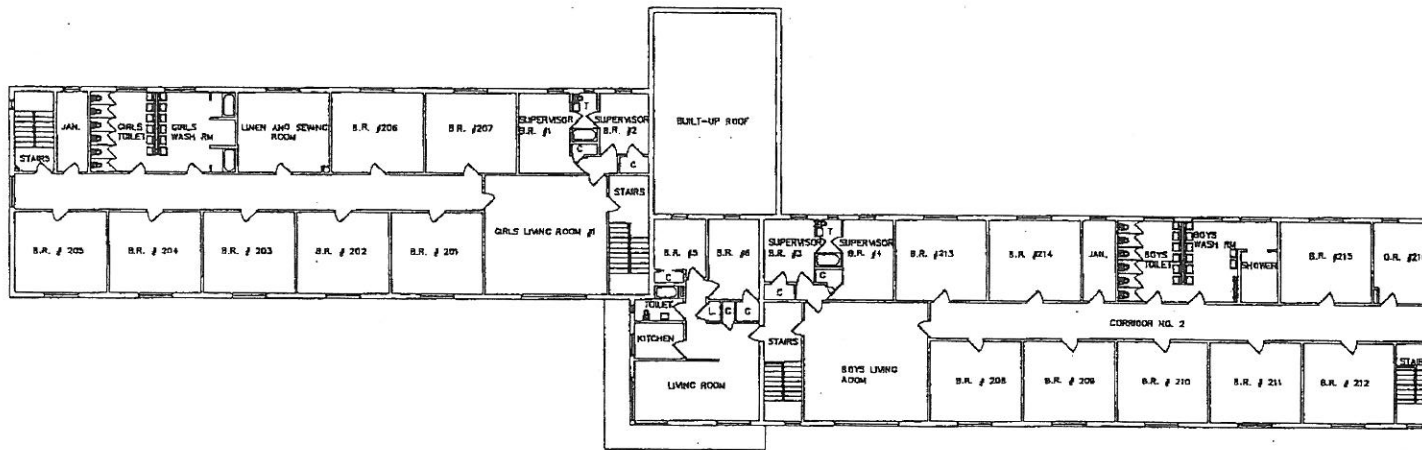 STAIRS
JAN.
GIRLS
TOILET
GIRLS
WASH RM
LINEN AND SEWING
ROOM
B.R. #206
B.R. #207
SUPERVISOR
B.R. #1
T
C
SUPERVISOR
B.R. #2
C
BUILT-UP ROOF
B.R. # 205
B.R. # 204
B.R. # 203
B.R. # 202
B.R. # 201
GIRLS LIVING ROOM #1
STAIRS
B.R. #5
B.R. #6
C
TOILET
L
C
C
KITCHEN
LIVING ROOM
SUPERVISOR
B.R. #3
T
C
C
SUPERVISOR
B.R. #4
B.R. #213
B.R. #214
JAN.
BOYS
TOILET
BOYS
WASH RM
SHOWER
B.R. #215
STAIRS
BOYS LIVING
ROOM
CORRIDOR NO. 2
B.R. # 208
B.R. # 209
B.R. # 210
B.R. # 211
B.R. # 212
STAIR